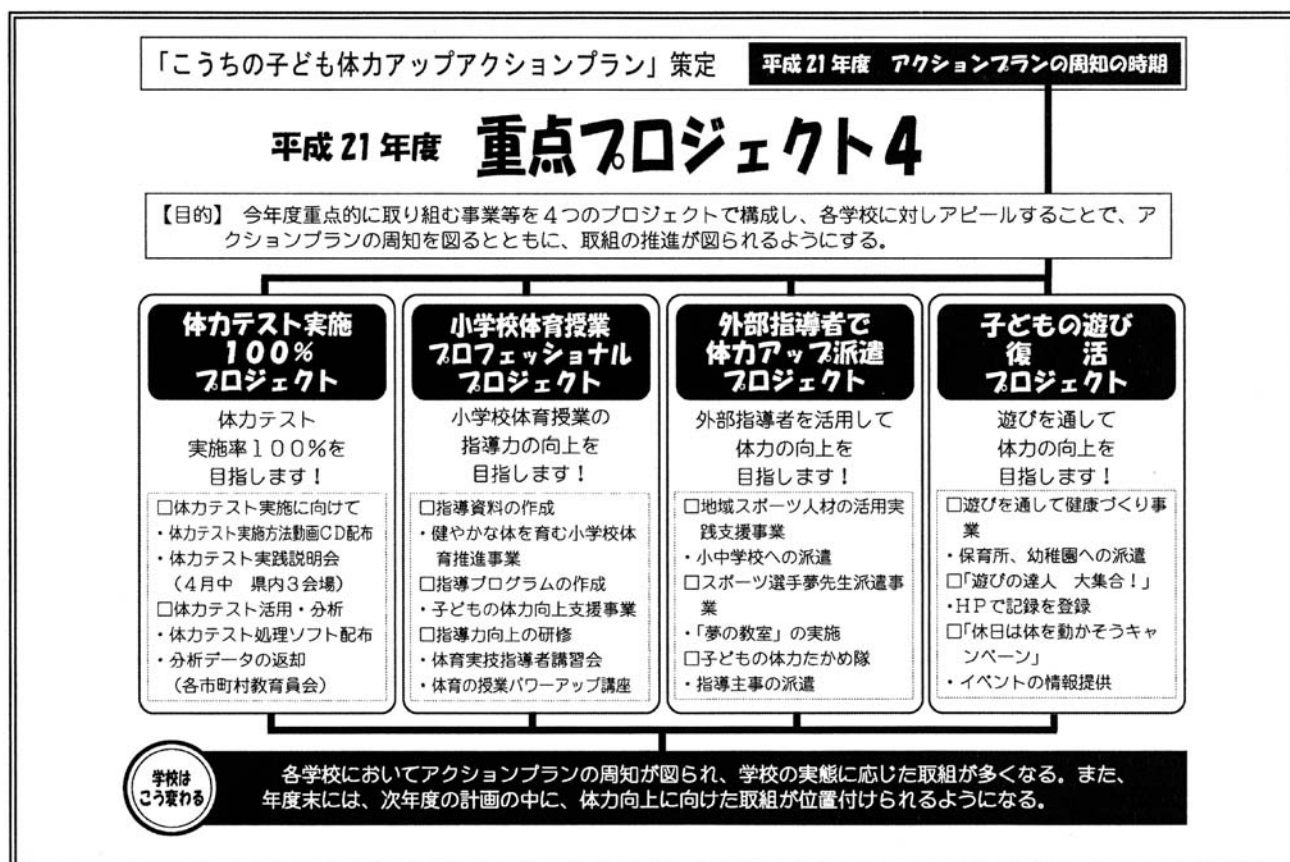 「こうちの子ども体力アップアクションプラン」策定
平成21年度 アクションプランの周知の時期
平成21年度 重点プロジェクト4
【目的】 今年度重点的に取り組む事業等を4つのプロジェクトで構成し、各学校に対しアピールすることで、ア
クションプランの周知を図るとともに、取組の推進が図られるようにする。
体力テスト実施
100%
プロジェクト
体力テスト
実施率100%を
目指します!
□体力テスト実施に向けて
・体力テスト実施方法動画CD配布
・体力テスト実践説明会
(4月中 県内3会場)
□体力テスト活用・分析
・体力テスト処理ソフト配布
・分析データの返却
(各市町村教育員会)
小学校体育授業
プロフェッショナル
プロジェクト
小学校体育授業の
指導力の向上を
目指します!
□指導資料の作成
・健やかな体を育む小学校体
育推進事業
□指導プログラムの作成
・子どもの体力向上支援事業
□指導力向上の研修
・体育実技指導者講習会
・体育の授業パワーアップ講座
外部指導者で
体力アップ派遣
プロジェクト
外部指導者を活用して
体力の向上を
目指します!
□地域スポーツ人材の活用実
践支援事業
・小中学校への派遣
□スポーツ選手夢先生派遣事
業
・「夢の教室」の実施
□子どもの体力たかめ隊
・指導主事の派遣
子どもの遊び
復 活
プロジェクト
遊びを通して
体力の向上を
目指します!
□遊びを通して健康づくり事
業
・保育所、幼稚園への派遣
□「遊びの達人 大集合!」
・HPで記録を登録
□「休日は体を動かそうキャ
ンペーン」
・イベントの情報提供
学校は
こう変わる
各学校においてアクションプランの周知が図られ、学校の実態に応じた取組が多くなる。また、
年度末には、次年度の計画の中に、体力向上に向けた取組が位置付けられるようになる。